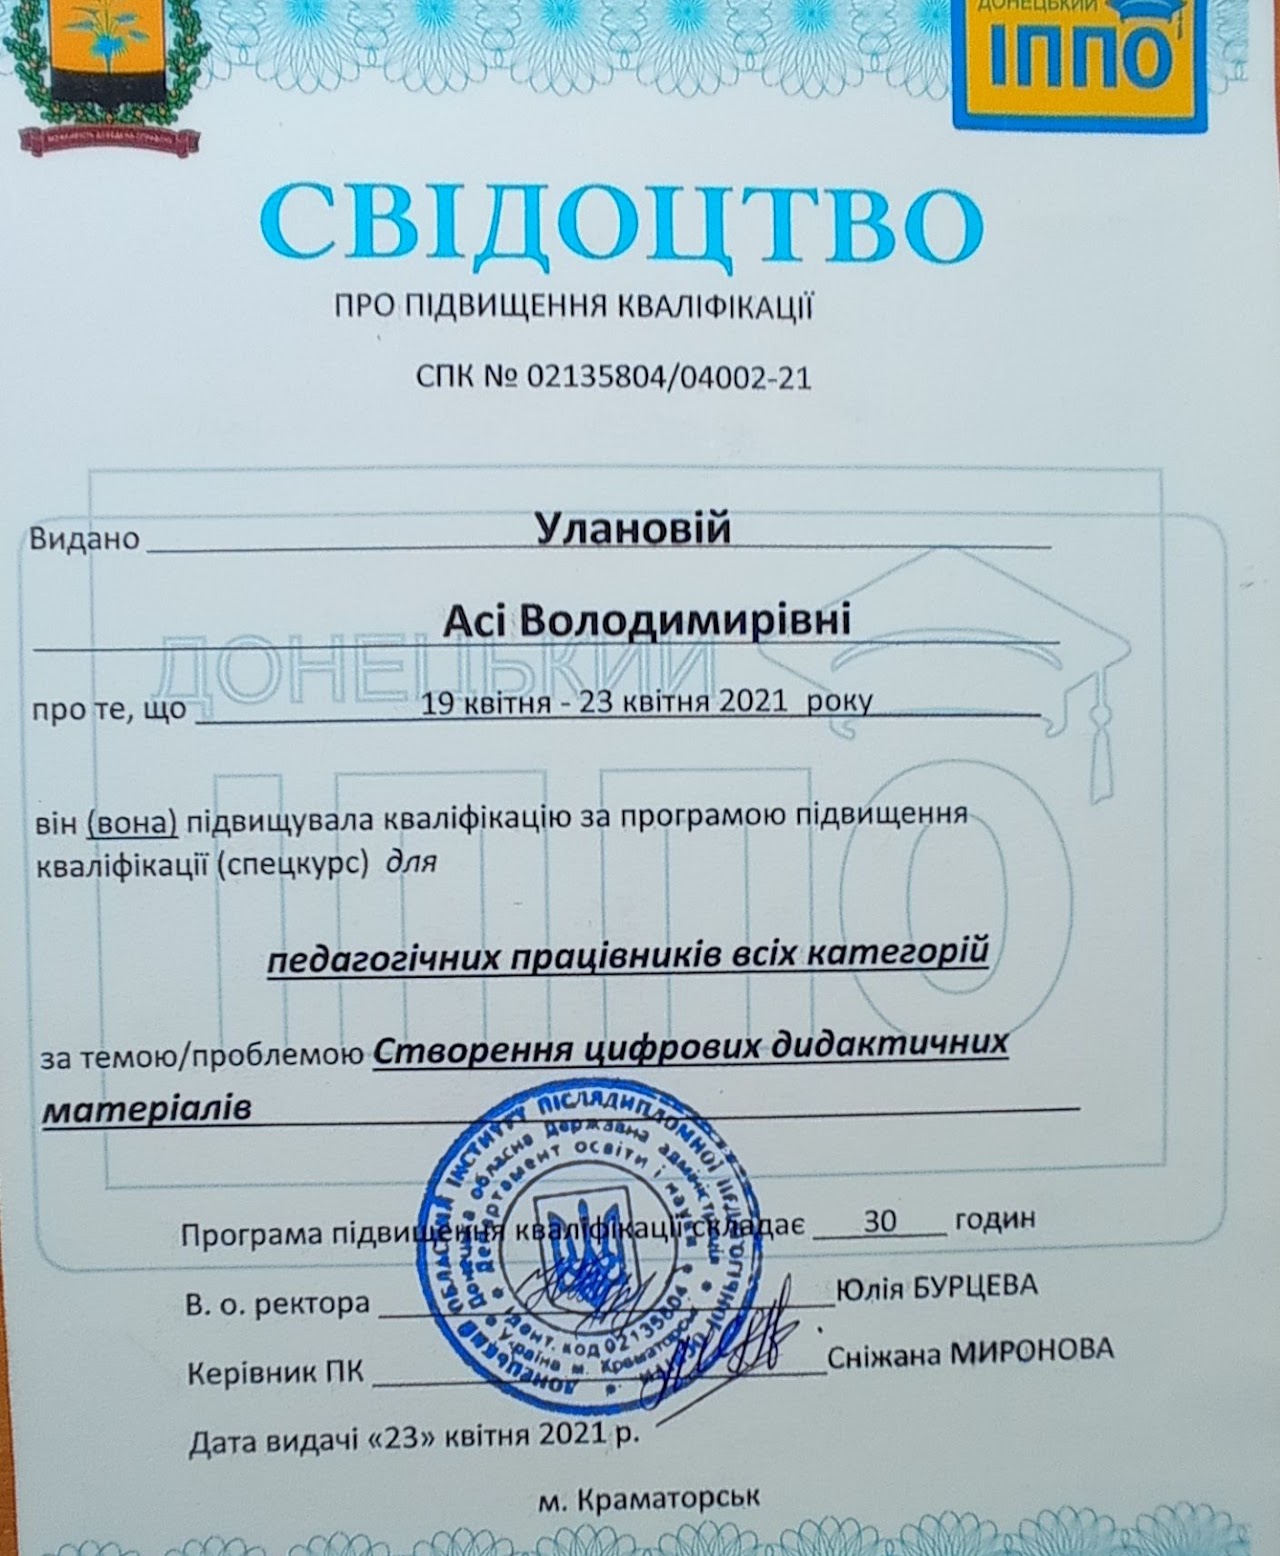 ДОНЕЦЬКИЙ
ІППО
СВІДОЦТВО
ПРО ПІДВИЩЕННЯ КВАЛІФІКАЦІЇ
СПК № 02135804/04002-21
Видано Улановій
Асі Володимирівні
ДОНЕЦЬКИЙ
про те, що 19 квітня - 23 квітня 2021 року
ІППО
він (вона) підвищувала кваліфікацію за програмою підвищення
кваліфікації (спецкурс) для
педагогічних працівників всіх категорій
за темою/проблемою Створення цифрових дидактичних
матеріалів
Програма підвищення кваліфікації складає 30 годин
В. о. ректора Юлія БУРЦЕВА
Керівник ПК Сніжана МИРОНОВА
Дата видачі «23» квітня 2021 р.
м. Краматорськ
ДОНЕЦЬКИЙ ОБЛАСНИЙ ІНСТИТУТ ПІСЛЯДИПЛОМНОЇ ПЕДАГОГІЧНОЇ ОСВІТИ
Донецька обласна державна адміністрація
Департамент освіти і науки
Ідент. код 02135804
Україна м. Краматорськ